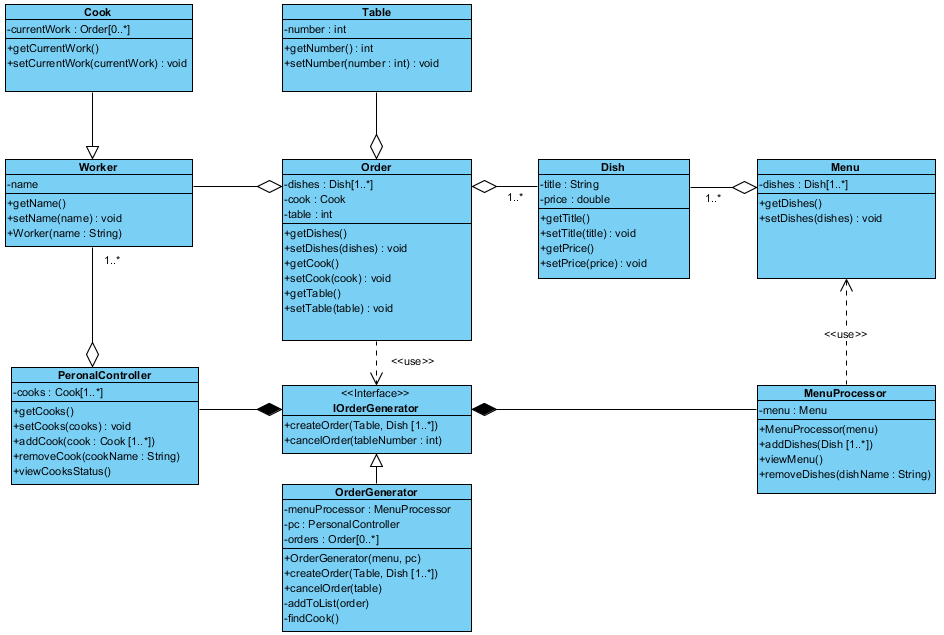 Cook
-currentWork : Order[0..*]
+getCurrentWork()
+setCurrentWork(currentWork) : void
Table
-number : int
+getNumber() : int
+setNumber(number : int) : void
Worker
-name
+getName()
+setName(name) : void
+Worker(name : String)
1..*
Order
-dishes : Dish[1..*]
-cook : Cook
-table : int
+getDishes()
+setDishes(dishes) : void
+getCook()
+setCook(cook) : void
+getTable()
+setTable(table) : void
1..*
Dish
-title : String
-price : double
+getTitle()
+setTitle(title) : void
+getPrice()
+setPrice(price) : void
1..*
Menu
-dishes : Dish[1..*]
+getDishes()
+setDishes(dishes) : void
<<use>>
<<use>>
PeronalController
-cooks : Cook[1..*]
+getCooks()
+setCooks(cooks) : void
+addCook(cook : Cook [1..*])
+removeCook(cookName : String)
+viewCooksStatus()
<<Interface>>
IOrderGenerator
+createOrder(Table, Dish [1..*])
+cancelOrder(tableNumber : int)
MenuProcessor
-menu : Menu
+MenuProcessor(menu)
+addDishes(Dish [1..*])
+viewMenu()
+removeDishes(dishName : String)
OrderGenerator
-menuProcessor : MenuProcessor
-pc : PersonalController
-orders : Order[0..*]
+OrderGenerator(menu, pc)
+createOrder(Table, Dish [1..*])
+cancelOrder(table)
-addToList(order)
-findCook()